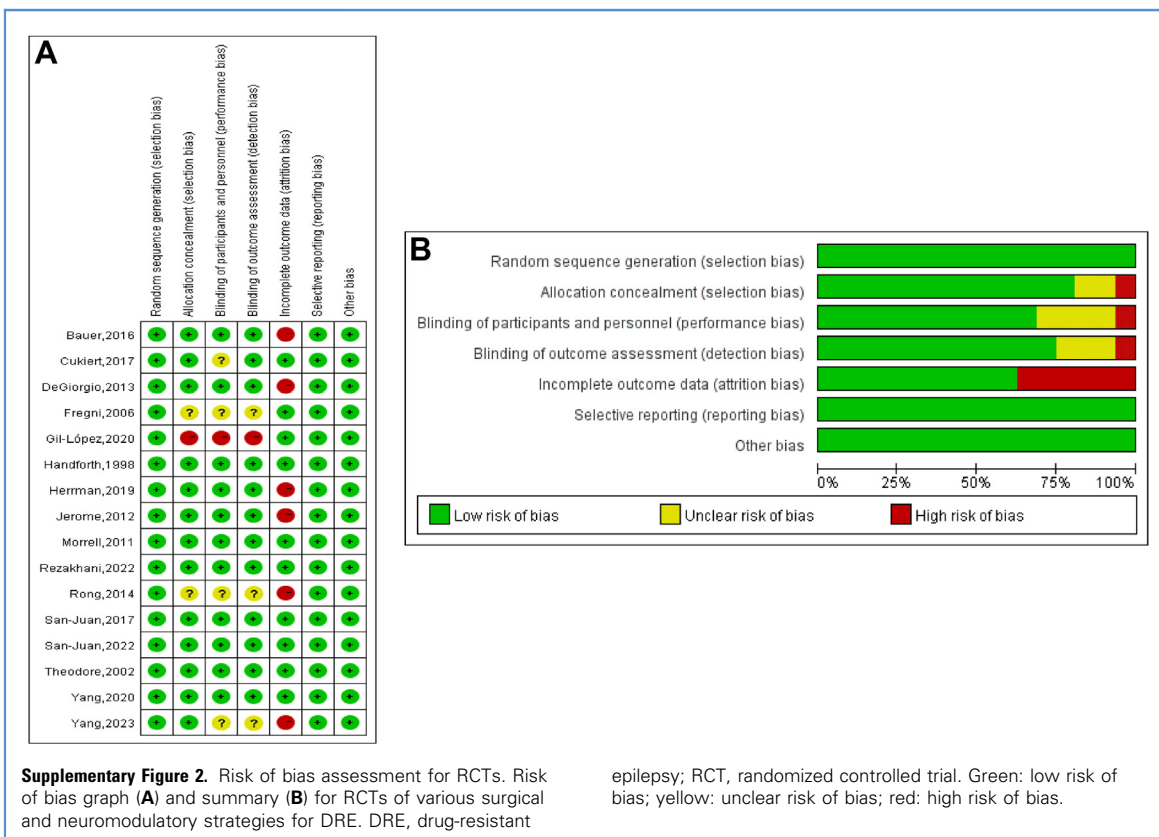 A
Random sequence generation (selection bias)
Allocation concealment (selection bias)
Blinding of participants and personnel (performance bias)
Blinding of outcome assessment (detection bias)
Incomplete outcome data (attrition bias)
Selective reporting (reporting bias)
Other bias
Bauer,2016 + + + + - + +
Cukiert,2017 + + ? + + + +
DeGiorgio,2013 + + + + - + +
Fregni,2006 + ? ? ? + + +
Gil-López,2020 + - - - + + +
Handforth,1998 + + + + + + +
Herrman,2019 + + + + - + +
Jerome,2012 + + + + - + +
Morrell,2011 + + + + + + +
Rezakhani,2022 + + + + + + +
Rong,2014 + ? ? ? - + +
San-Juan,2017 + + + + + + +
San-Juan,2022 + + + + + + +
Theodore,2002 + + + + + + +
Yang,2020 + + + + + + +
Yang,2023 + + ? ? - + +
B
Random sequence generation (selection bias)
Allocation concealment (selection bias)
Blinding of participants and personnel (performance bias)
Blinding of outcome assessment (detection bias)
Incomplete outcome data (attrition bias)
Selective reporting (reporting bias)
Other bias
0% 25% 50% 75% 100%
Low risk of bias Unclear risk of bias High risk of bias
Supplementary Figure 2. Risk of bias assessment for RCTs. Risk
of bias graph (A) and summary (B) for RCTs of various surgical
and neuromodulatory strategies for DRE. DRE, drug-resistant
epilepsy; RCT, randomized controlled trial. Green: low risk of
bias; yellow: unclear risk of bias; red: high risk of bias.